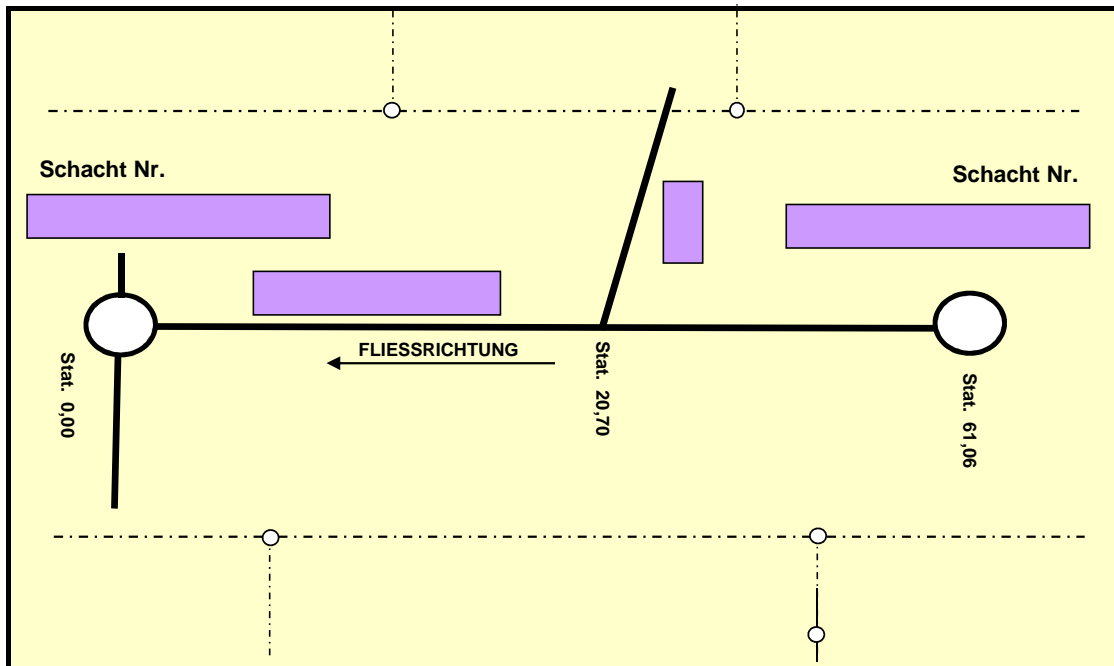 Schacht Nr.
Schacht Nr.
FLIESSRICHTUNG
Stat. 0,00
Stat. 20,70
Stat. 61,06